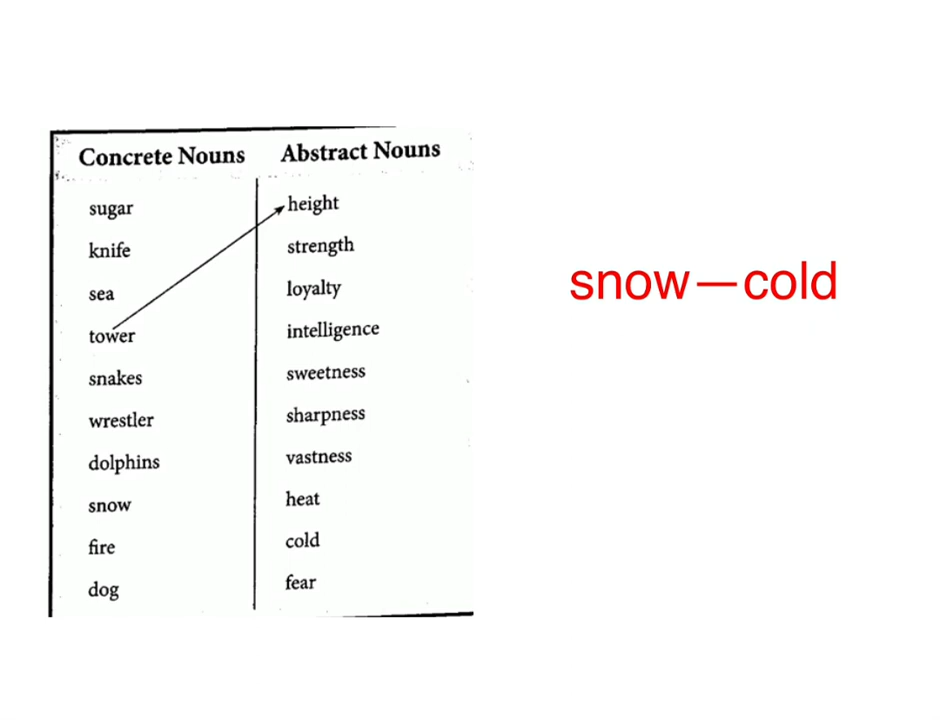 Concrete Nouns Abstract Nouns
sugar height
knife strength
sea loyalty
tower intelligence
snakes sweetness
wrestler sharpness
dolphins vastness
snow heat
fire cold
dog fear
snow—cold